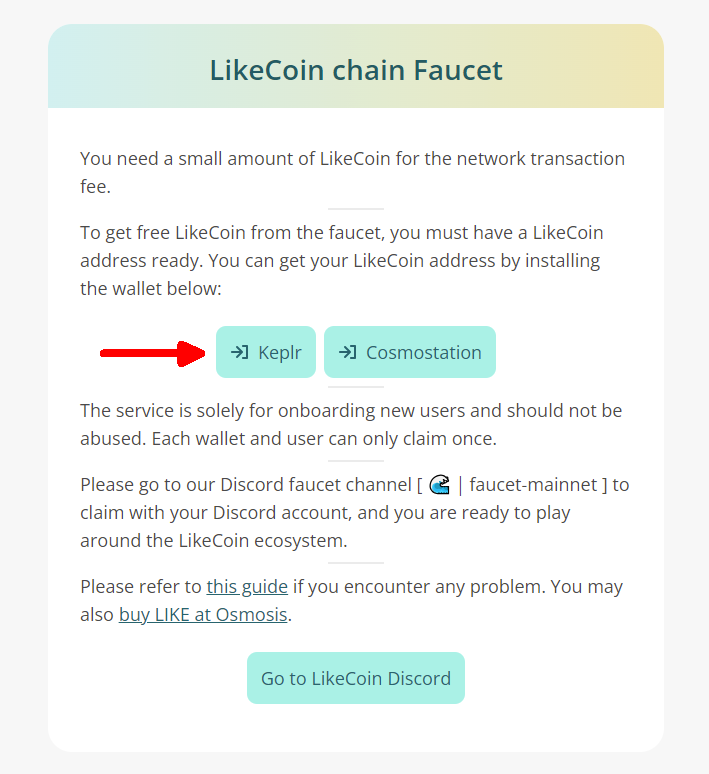 LikeCoin chain Faucet
You need a small amount of LikeCoin for the network transaction
fee.
To get free LikeCoin from the faucet, you must have a LikeCoin
address ready. You can get your LikeCoin address by installing
the wallet below:
Keplr
Cosmostation
The service is solely for onboarding new users and should not be
abused. Each wallet and user can only claim once.
Please go to our Discord faucet channel [ 🌊 | faucet-mainnet ] to
claim with your Discord account, and you are ready to play
around the LikeCoin ecosystem.
Please refer to this guide if you encounter any problem. You may
also buy LIKE at Osmosis.
Go to LikeCoin Discord